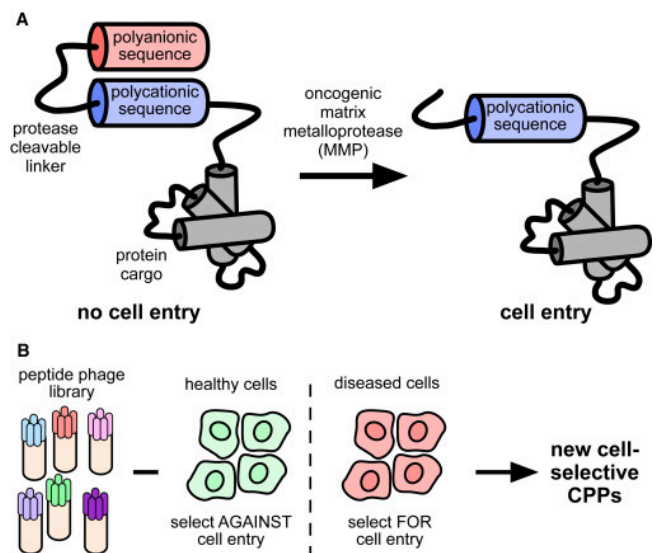 A
polyanionic
sequence
polycationic
sequence
protease
cleavable
linker
protein
cargo
no cell entry
oncogenic
matrix
metalloprotease
(MMP)
polycationic
sequence
cell entry
B
peptide phage
library
healthy cells
select AGAINST
cell entry
diseased cells
select FOR
cell entry
new cell-
selective
CPPs